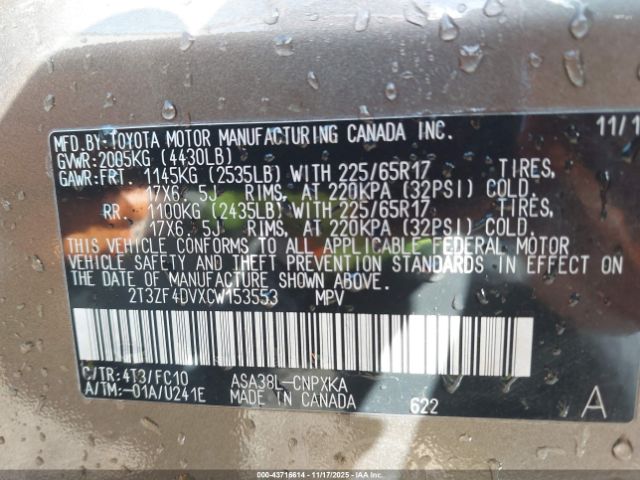 MFD.BY:TOYOTA MOTOR MANUFACTURING CANADA INC. 11/1
GVWR:2005KG (4430LB)
GAWR:FRT. 1145KG (2535LB) WITH 225/65R17 TIRES,
17X6.5J RIMS, AT 220KPA (32PSI) COLD.
RR. 1100KG (2435LB) WITH 225/65R17 TIRES,
17X6.5J RIMS, AT 220KPA (32PSI) COLD.
THIS VEHICLE CONFORMS TO ALL APPLICABLE FEDERAL MOTOR
VEHICLE SAFETY AND THEFT PREVENTION STANDARDS IN EFFECT ON
THE DATE OF MANUFACTURE SHOWN ABOVE.
2T3ZF4DVXCW153553 MPV
C/TR:4T3/FC10 ASA38L-CNPXKA
A/TM:-01A/U241E MADE IN CANADA 622 A
© 000-43716614 - 11/17/2025 - IAA Inc.